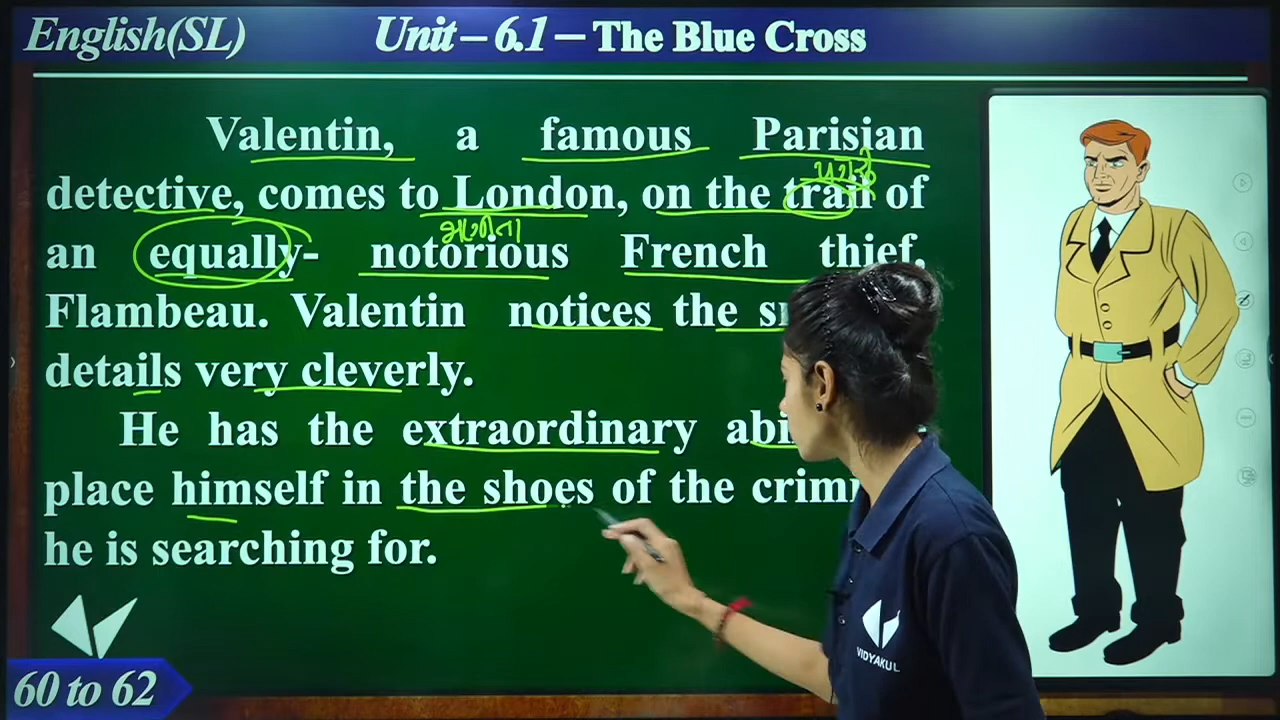 English(SL)
Unit – 6.1 – The Blue Cross
Valentin, a famous Parisian
detective, comes to London, on the trail of
an equally- notorious French thief,
Flambeau. Valentin notices the
details very cleverly.
He has the extraordinary
place himself in the shoes of the
he is searching for.
60 to 62
VIDYAKUL